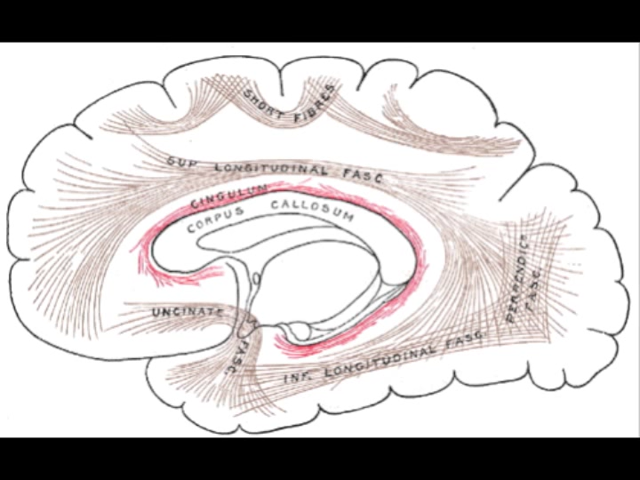 SHORT FIBRES
SUP. LONGITUDINAL FASC.
CINGULUM
CORPUS CALLOSUM
PERPENDIC^R
FASC.
UNCINATE
FASC.
INF. LONGITUDINAL FASC.